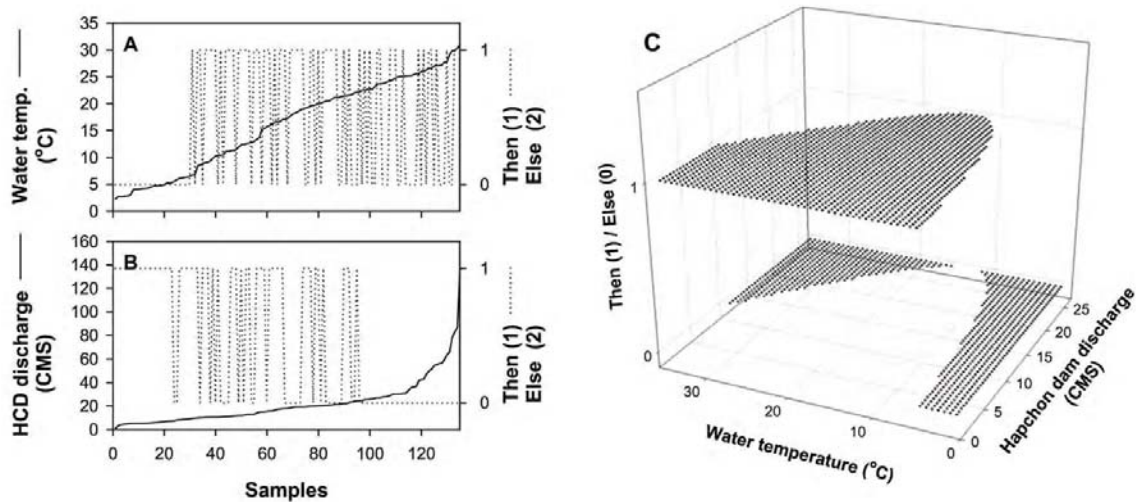 A
Water temp.
(°C)
35
30
25
20
15
10
5
0
1
0
Then (1)
Else (2)
B
HCD discharge
(CMS)
160
140
120
100
80
60
40
20
0
1
0
Then (1)
Else (2)
0 20 40 60 80 100 120
Samples
C
Then (1) / Else (0)
1
0
30
20
10
0
Water temperature (°C)
0
5
10
15
20
25
Hapchon dam discharge
(CMS)